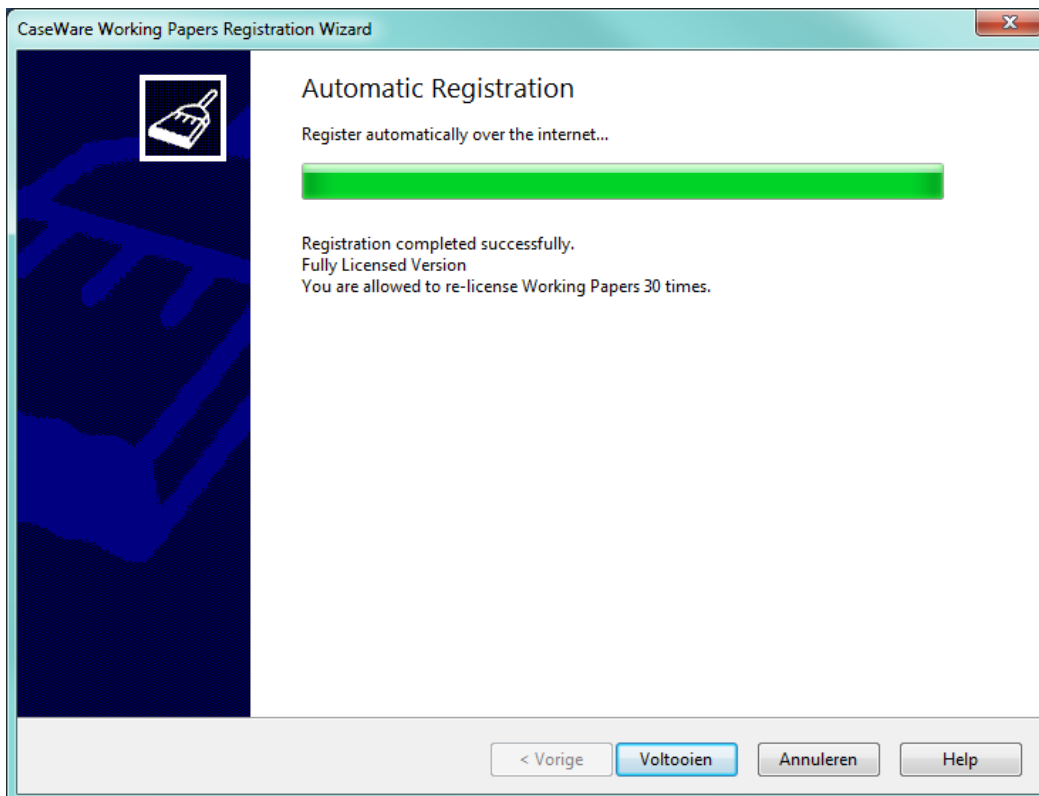 CaseWare Working Papers Registration Wizard
Automatic Registration
Register automatically over the internet...
Registration completed successfully.
Fully Licensed Version
You are allowed to re-license Working Papers 30 times.
< Vorige
Voltooien
Annuleren
Help